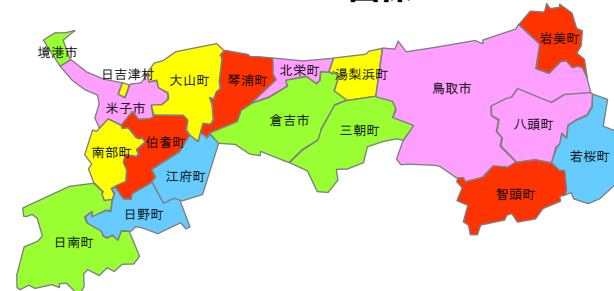 岩美町
境港市
日吉津村
大山町
琴浦町
北栄町
湯梨浜町
鳥取市
米子市
倉吉市
三朝町
八頭町
南部町
伯耆町
江府町
若桜町
智頭町
日野町
日南町